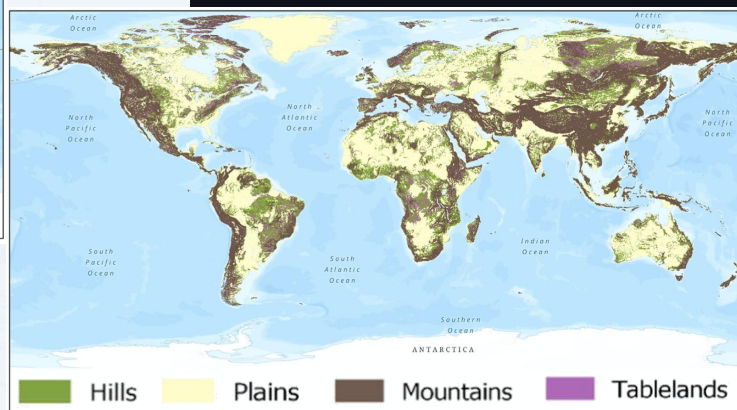 Arctic
Ocean
Arctic
Ocean
North
Pacific
Ocean
North
Atlantic
Ocean
North
Pacific
Ocean
South
Pacific
Ocean
South
Atlantic
Ocean
Indian
Ocean
Southern
Ocean
ANTARCTICA
Hills
Plains
Mountains
Tablelands